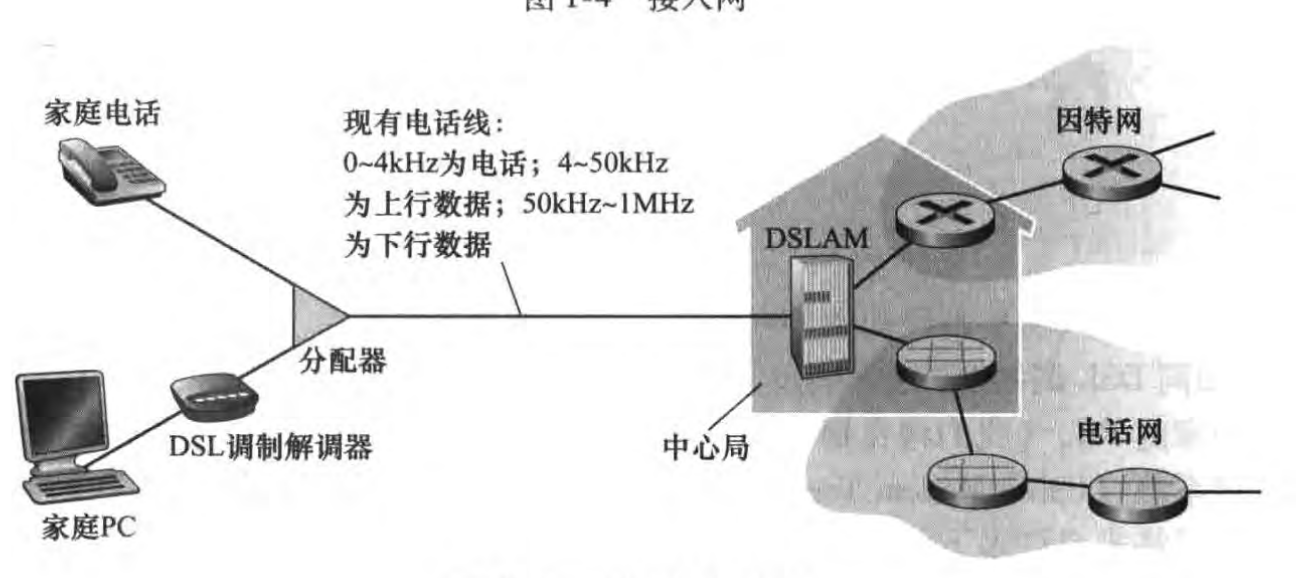 图 1-4 接入网
家庭电话
现有电话线：
0~4kHz为电话；4~50kHz
为上行数据；50kHz~1MHz
为下行数据
因特网
DSLAM
分配器
DSL调制解调器
中心局
电话网
家庭PC